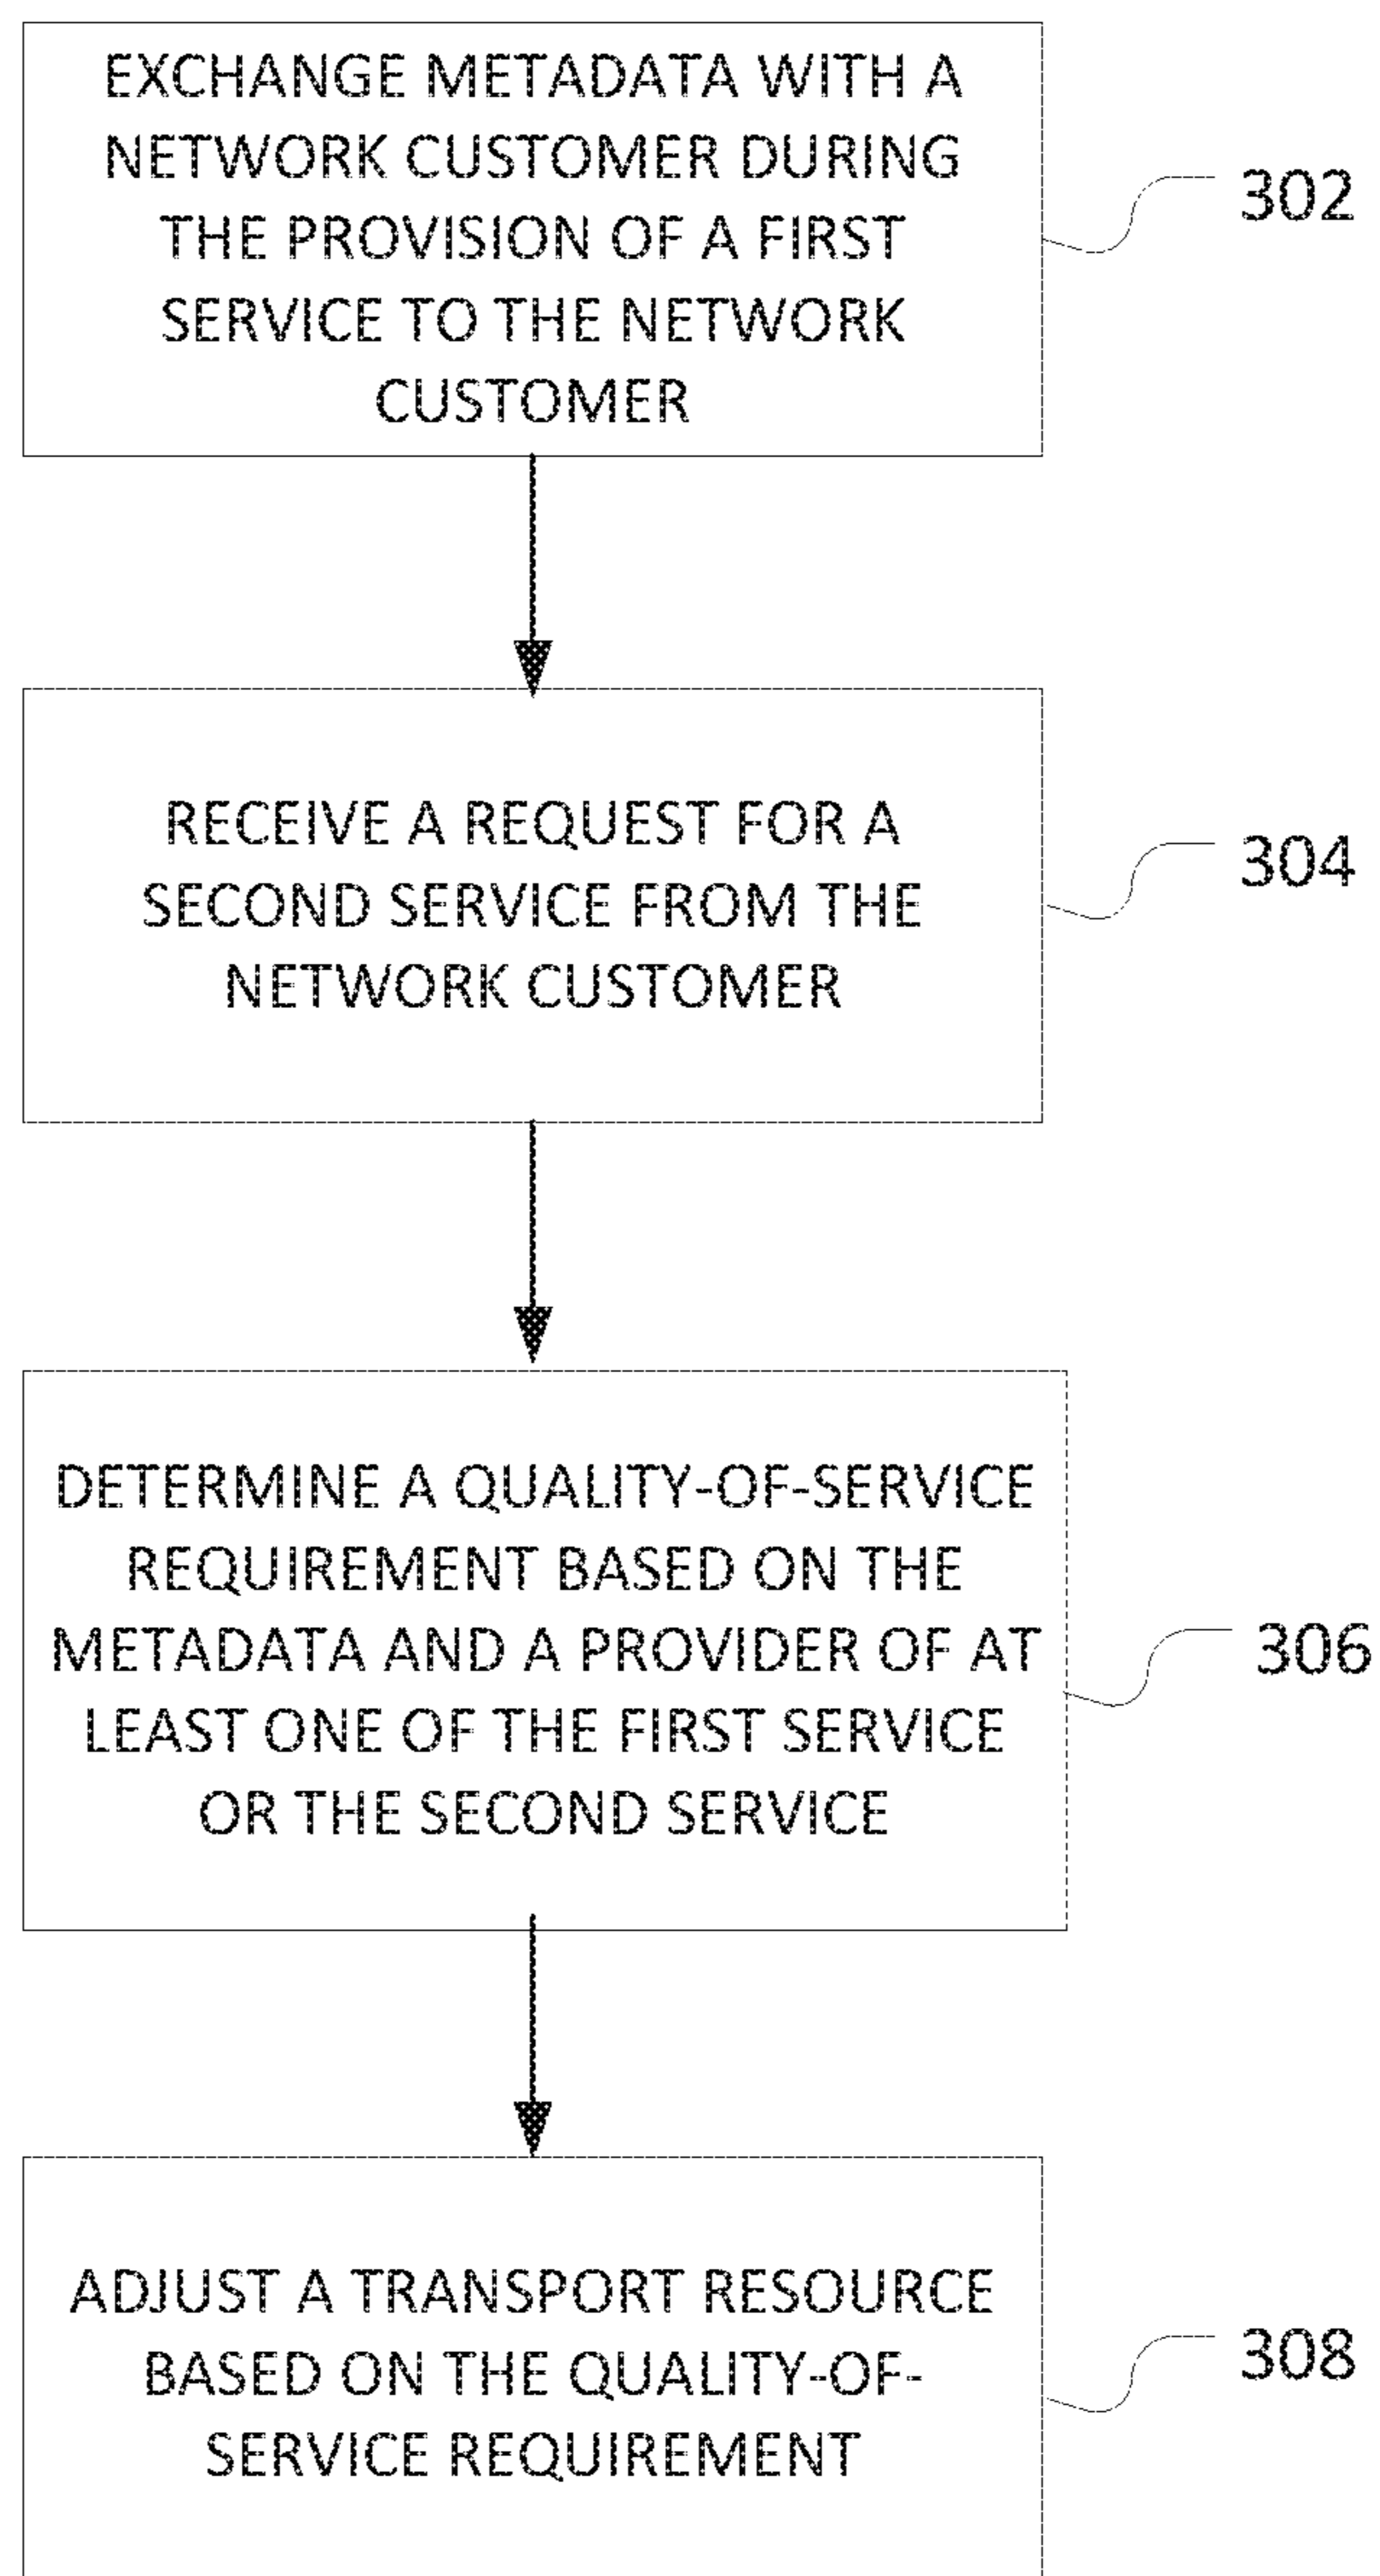 EXCHANGE METADATA WITH A
NETWORK CUSTOMER DURING
THE PROVISION OF A FIRST
SERVICE TO THE NETWORK
CUSTOMER
302
RECEIVE A REQUEST FOR A
SECOND SERVICE FROM THE
NETWORK CUSTOMER
304
DETERMINE A QUALITY-OF-SERVICE
REQUIREMENT BASED ON THE
METADATA AND A PROVIDER OF AT
LEAST ONE OF THE FIRST SERVICE
OR THE SECOND SERVICE
306
ADJUST A TRANSPORT RESOURCE
BASED ON THE QUALITY-OF-
SERVICE REQUIREMENT
308